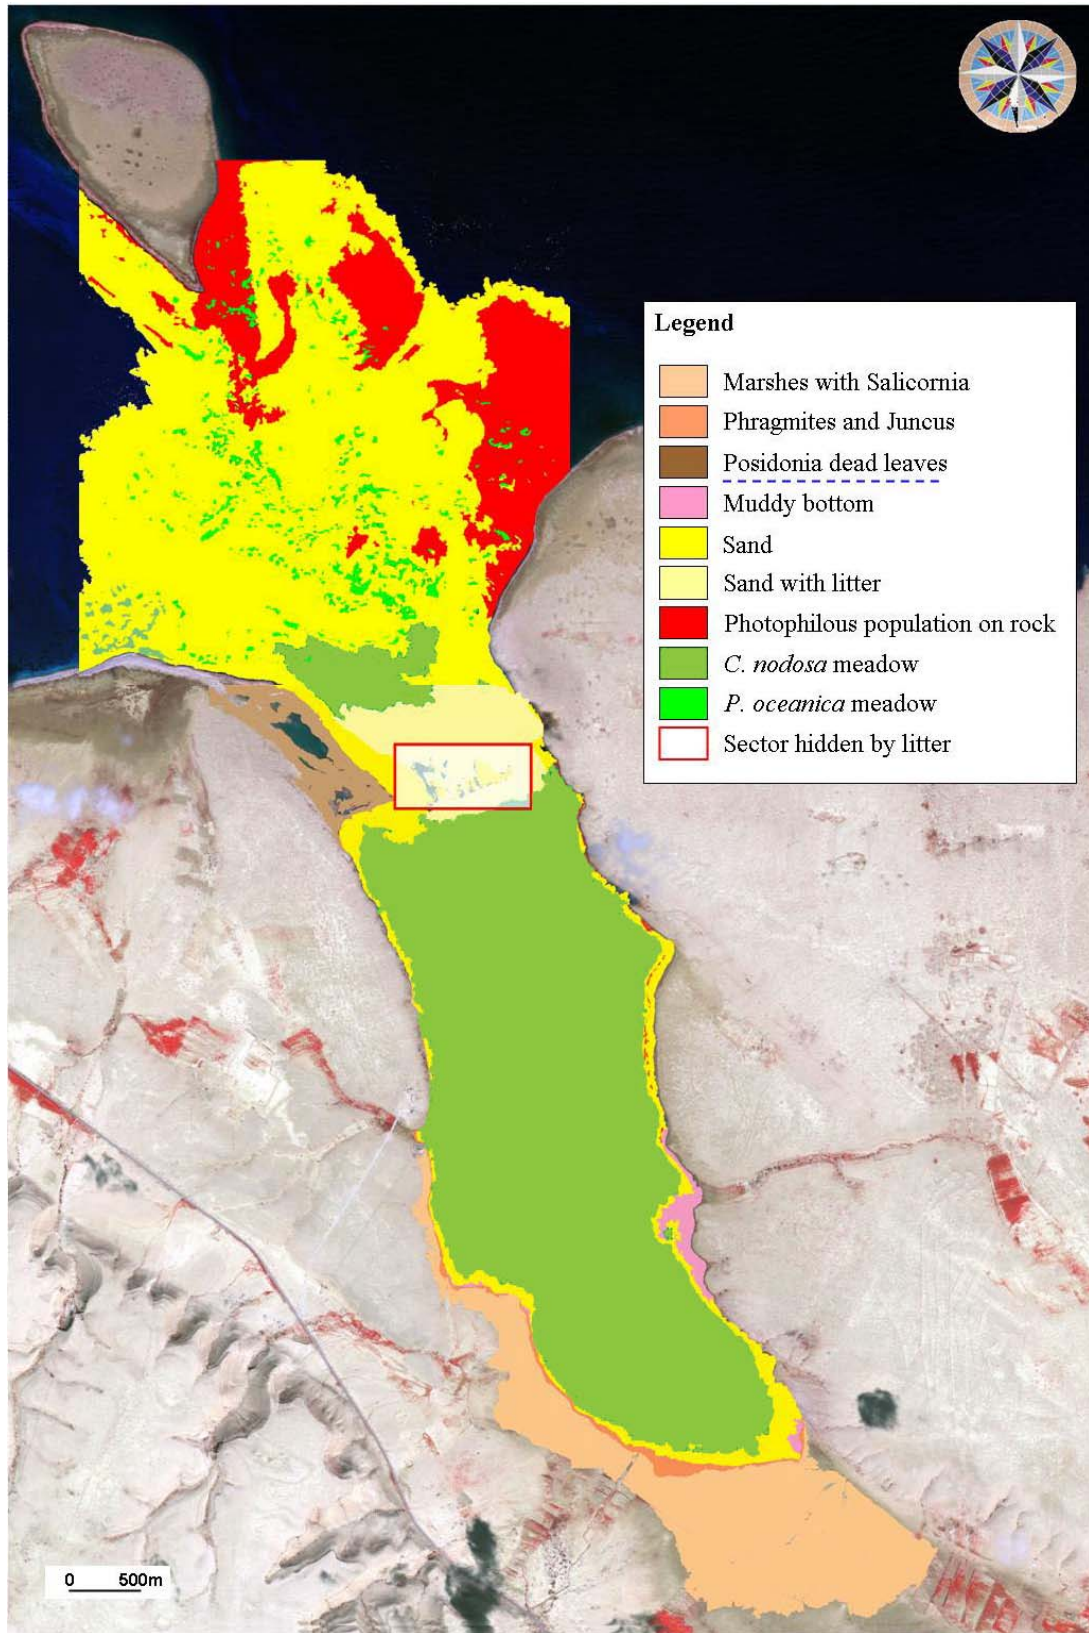 Legend
Marshes with Salicornia
Phragmites and Juncus
Posidonia dead leaves
Muddy bottom
Sand
Sand with litter
Photophilous population on rock
C. nodosa meadow
P. oceanica meadow
Sector hidden by litter
0 500m